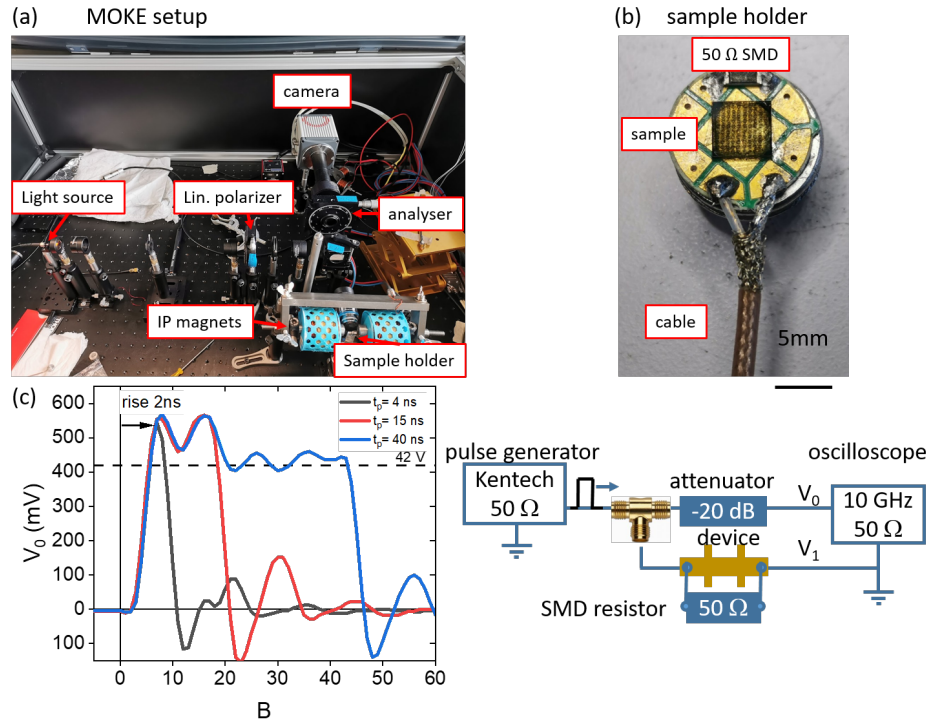 (a) MOKE setup
camera
Light source
Lin. polarizer
analyser
IP magnets
Sample holder
(b) sample holder
50 Ω SMD
sample
cable
5mm
(c)
600
500
400
300
200
100
0
100
V₀ (mV)
0 10 20 30 40 50 60
B
rise 2ns
tₚ= 4 ns
tₚ= 15 ns
tₚ= 40 ns
42 V
pulse generator
Kentech
50 Ω
attenuator
-20 dB
V₀
oscilloscope
10 GHz
50 Ω
device
V₁
SMD resistor
50 Ω